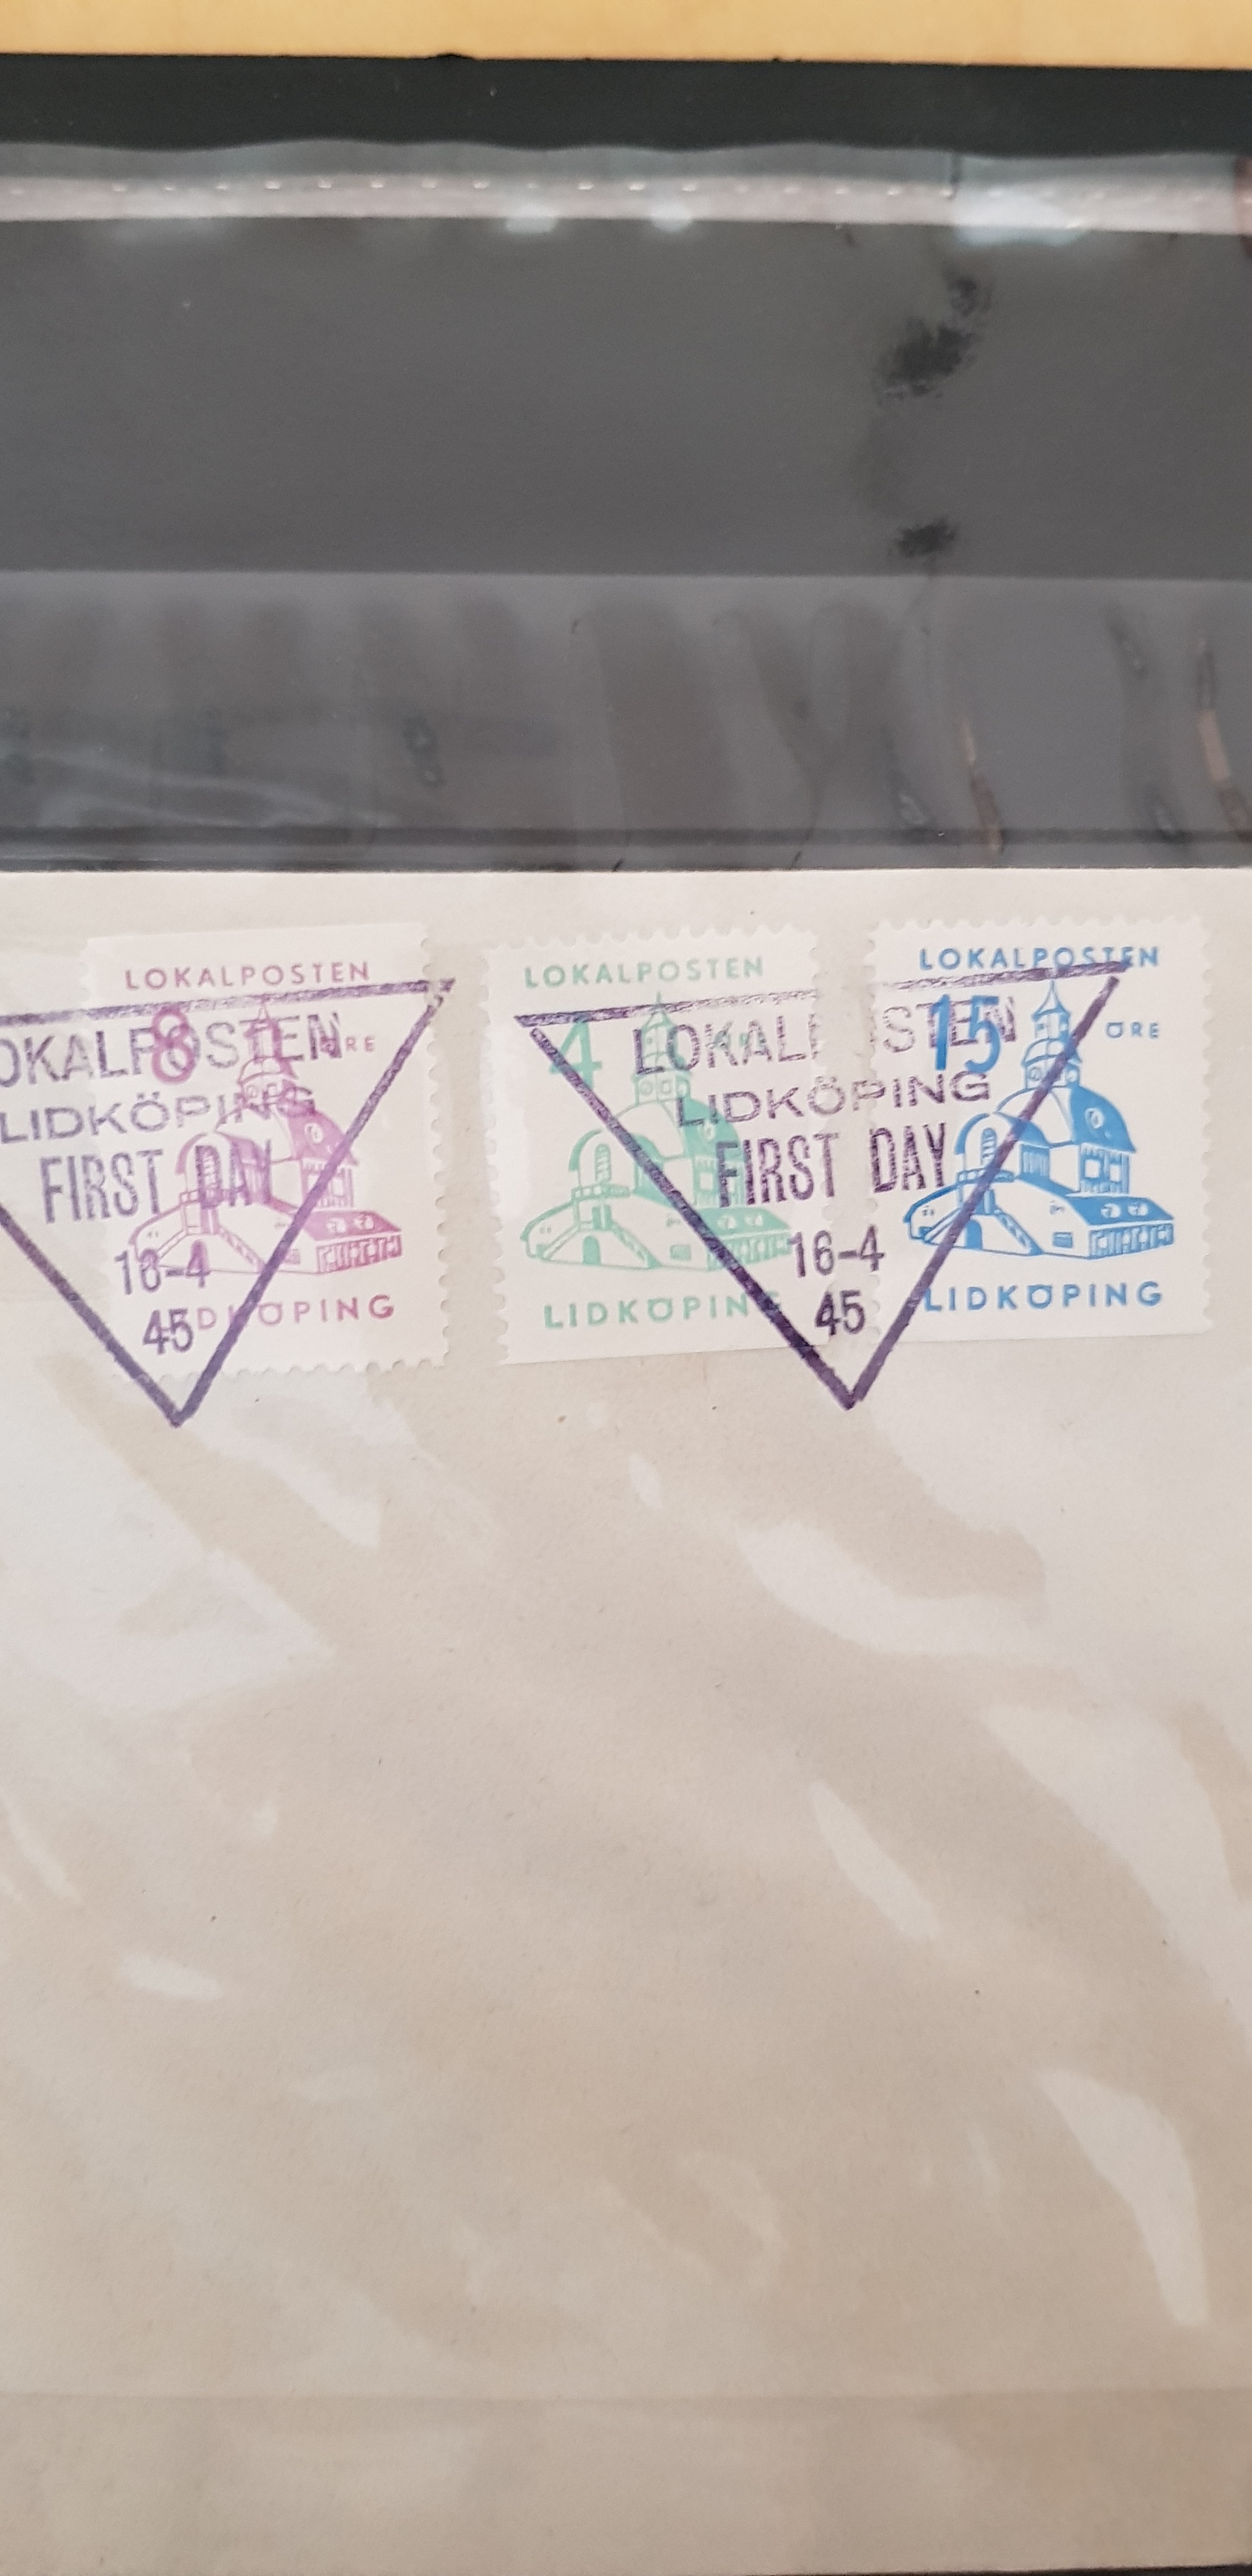 LOKALPOSTEN
8 ÖRE
LIDKÖPING
OKALPOSTEN
LIDKÖPING
FIRST DAY
16-4
45
LOKALPOSTEN
4
LIDKÖPING
LOKALPOSTEN
LIDKÖPING
FIRST DAY
16-4
45
LOKALPOSTEN
15 ÖRE
LIDKÖPING